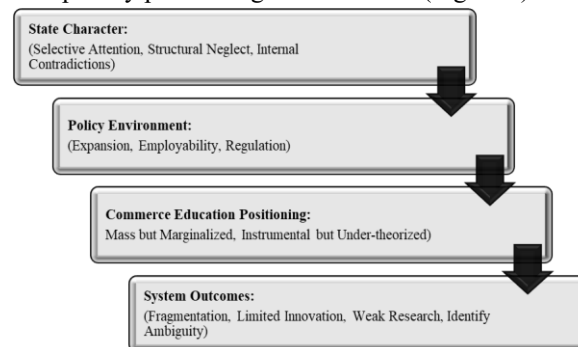 State Character:
(Selective Attention, Structural Neglect, Internal
Contradictions)
Policy Environment:
(Expansion, Employability, Regulation)
Commerce Education Positioning:
Mass but Marginalized, Instrumental but Under-theorized)
System Outcomes:
(Fragmentation, Limited Innovation, Weak Research, Identify
Ambiguity)